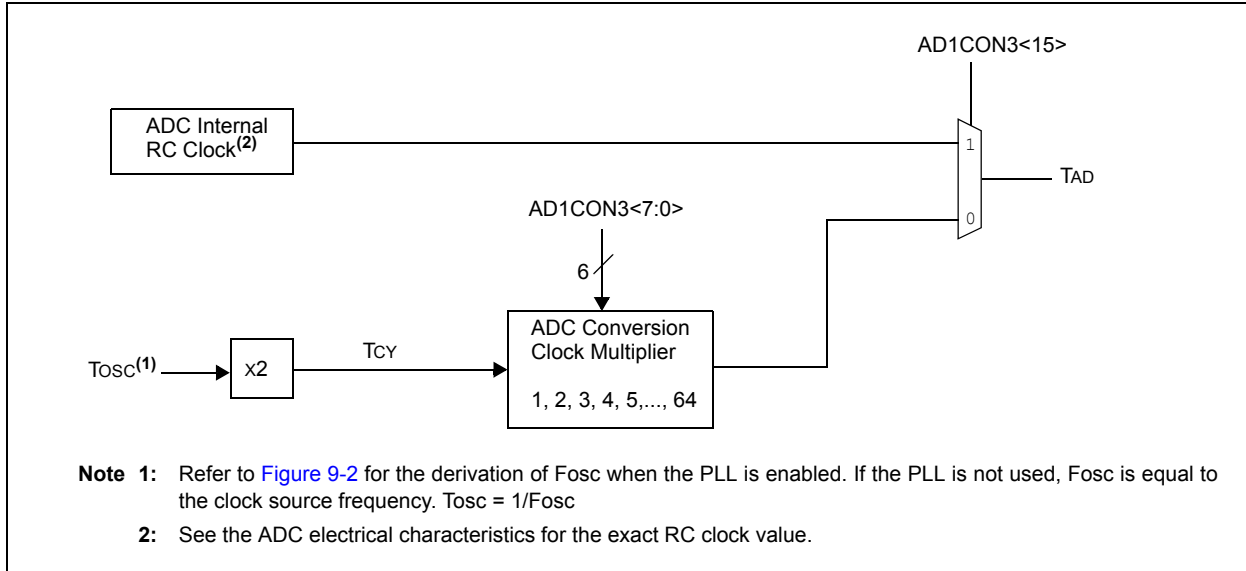 AD1CON3<15>
ADC Internal
RC Clock(2)
1
TAD
AD1CON3<7:0>
0
6
ADC Conversion
Clock Multiplier
TOSC(1)
X2
TCY
1, 2, 3, 4, 5,..., 64
Note 1: Refer to Figure 9-2 for the derivation of Fosc when the PLL is enabled. If the PLL is not used, Fosc is equal to
the clock source frequency. Tosc = 1/Fosc
2: See the ADC electrical characteristics for the exact RC clock value.